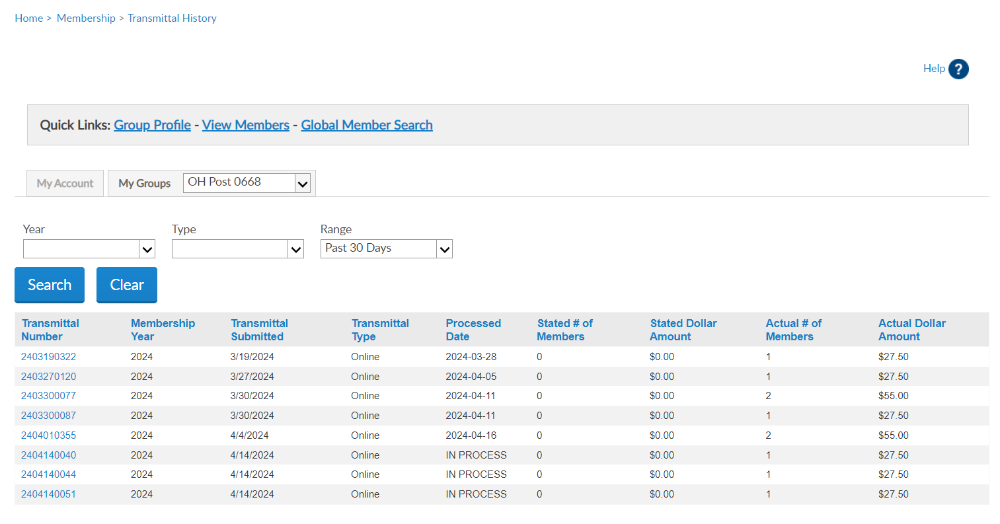 Home > Membership > Transmittal History
Help ?
Quick Links: Group Profile - View Members - Global Member Search
My Account My Groups OH Post 0668
Year Type Range
Past 30 Days
Search Clear
Transmittal Number Membership Year Transmittal Submitted Transmittal Type Processed Date Stated # of Members Stated Dollar Amount Actual # of Members Actual Dollar Amount
2403190322 2024 3/19/2024 Online 2024-03-28 0 $0.00 1 $27.50
2403270120 2024 3/27/2024 Online 2024-04-05 0 $0.00 1 $27.50
2403300077 2024 3/30/2024 Online 2024-04-11 0 $0.00 2 $55.00
2403300087 2024 3/30/2024 Online 2024-04-11 0 $0.00 1 $27.50
2404010355 2024 4/4/2024 Online 2024-04-16 0 $0.00 2 $55.00
2404140040 2024 4/14/2024 Online IN PROCESS 0 $0.00 1 $27.50
2404140044 2024 4/14/2024 Online IN PROCESS 0 $0.00 1 $27.50
2404140051 2024 4/14/2024 Online IN PROCESS 0 $0.00 1 $27.50